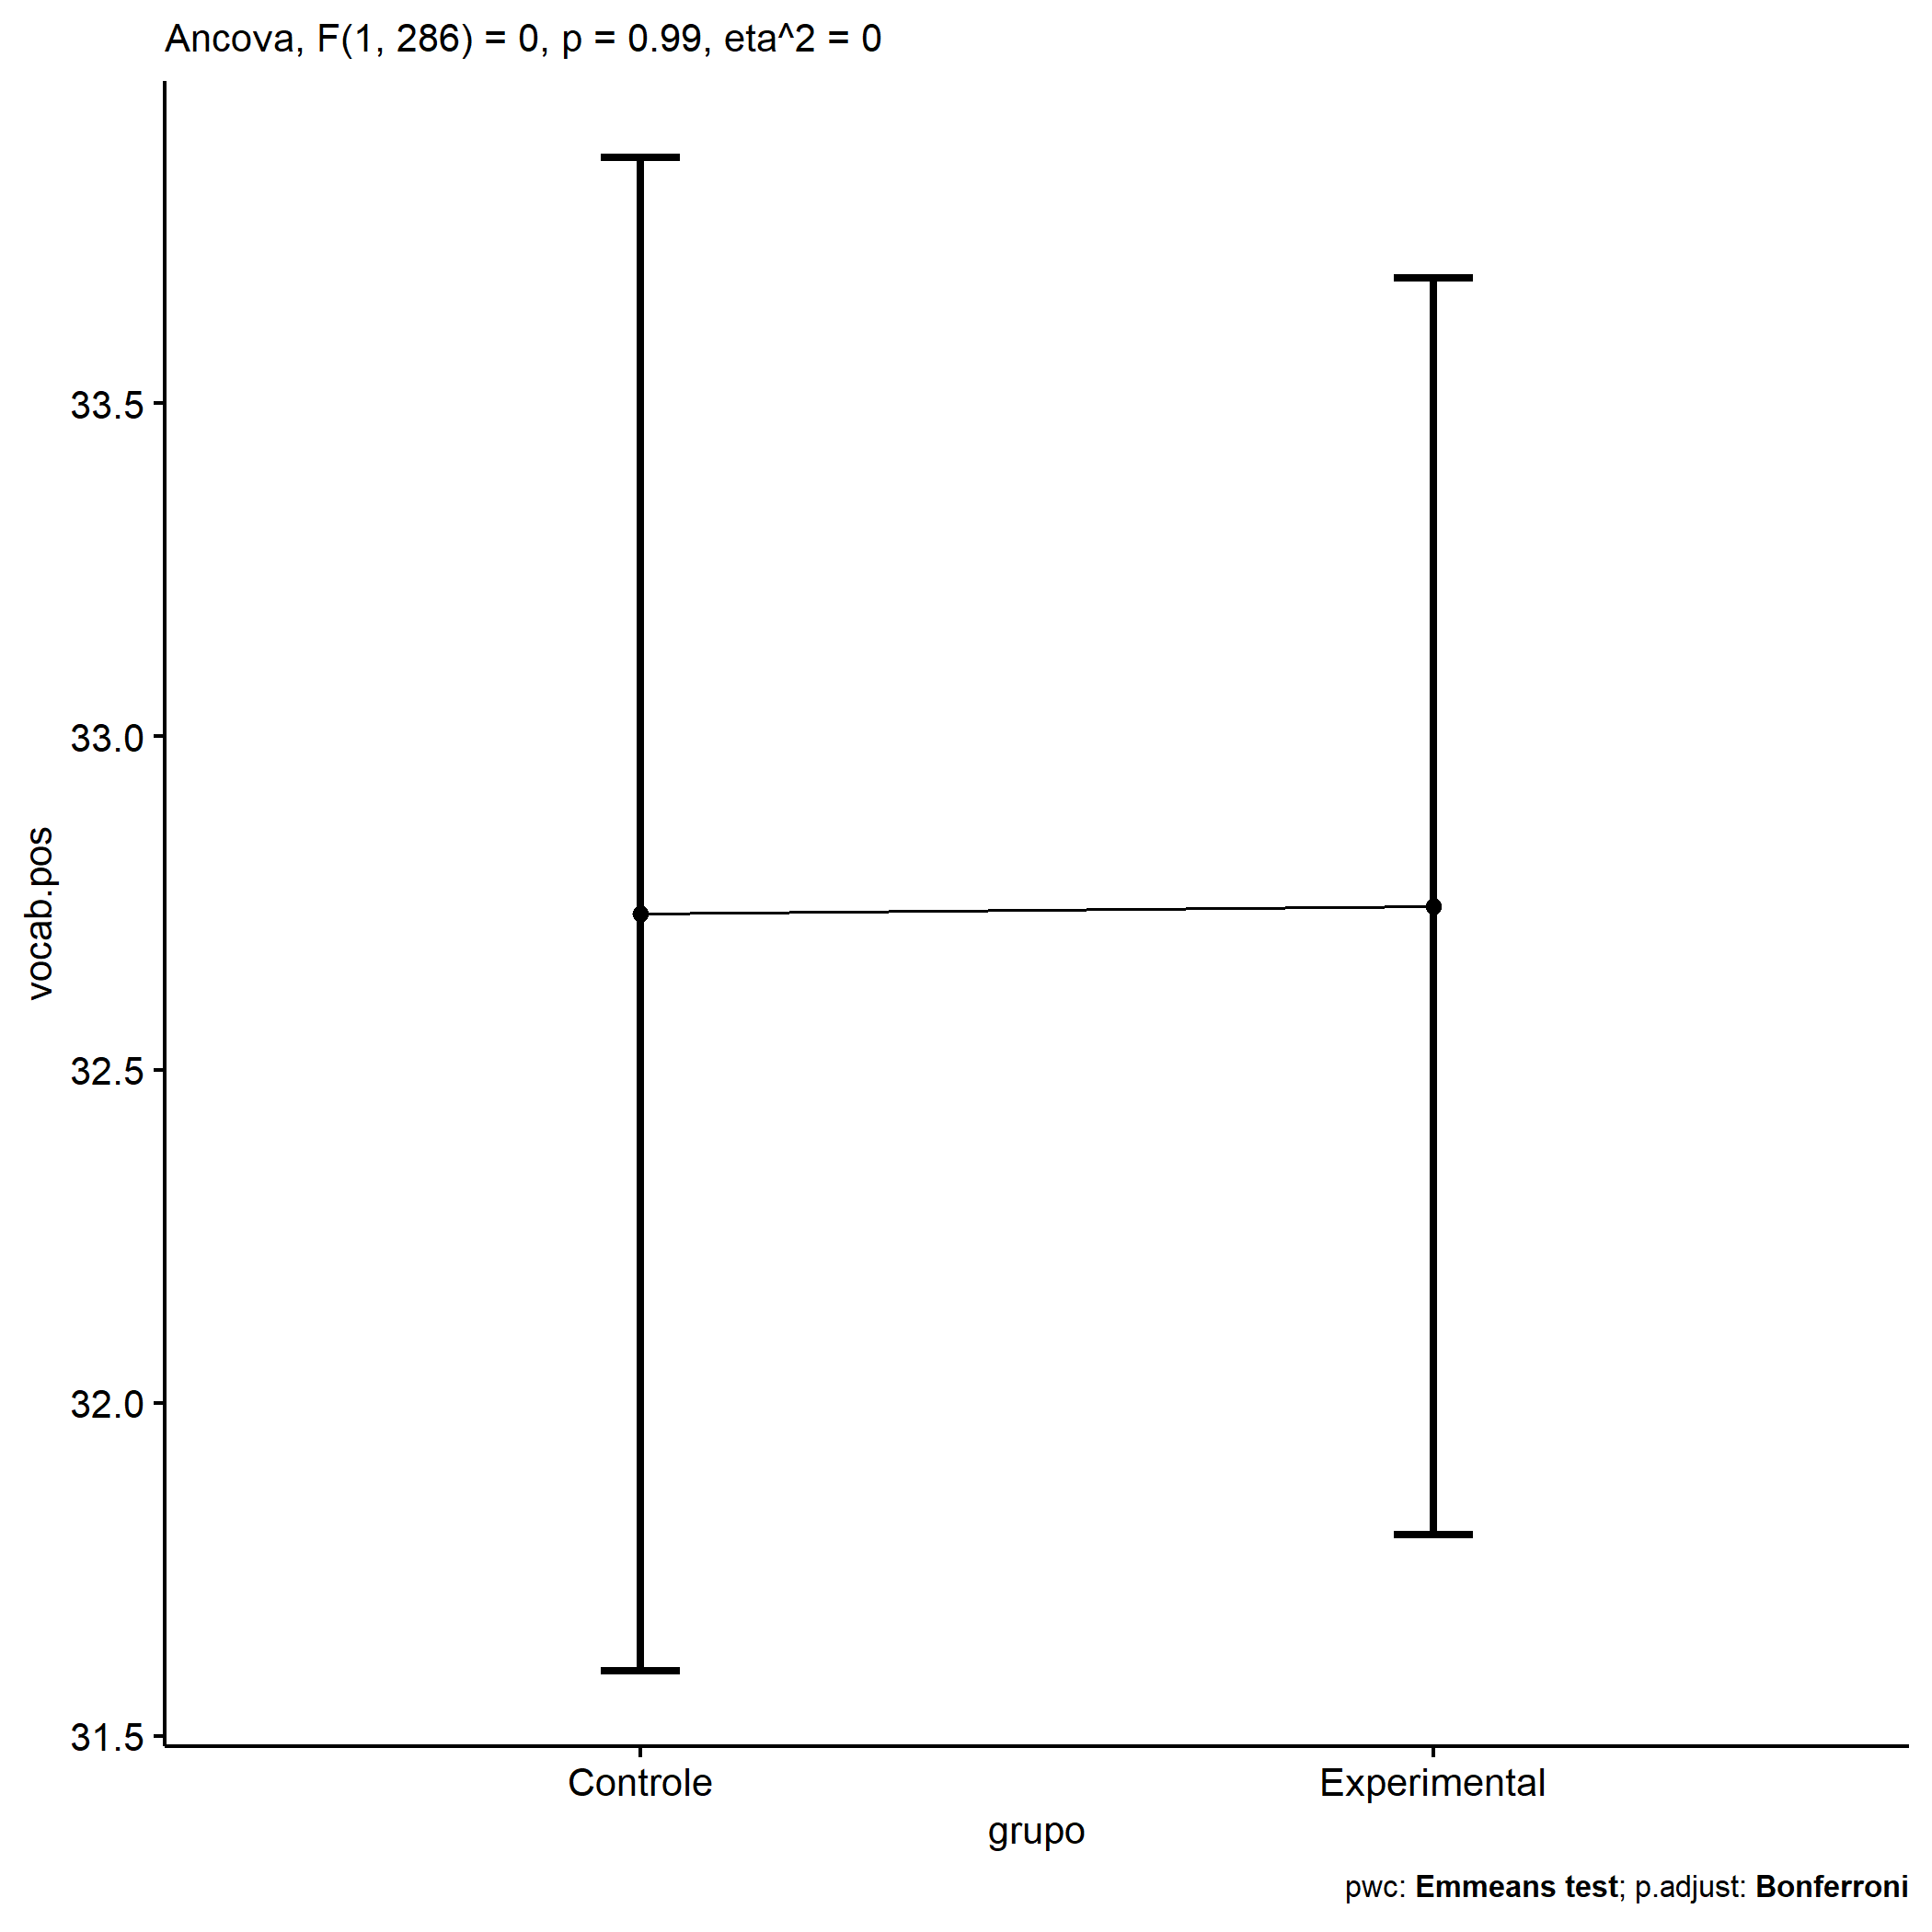 Ancova, F(1, 286) = 0, p = 0.99, eta^2 = 0
33.5
33.0
32.5
32.0
31.5
vocab.pos
Controle
Experimental
grupo
pwc: Emmeans test; p.adjust: Bonferroni